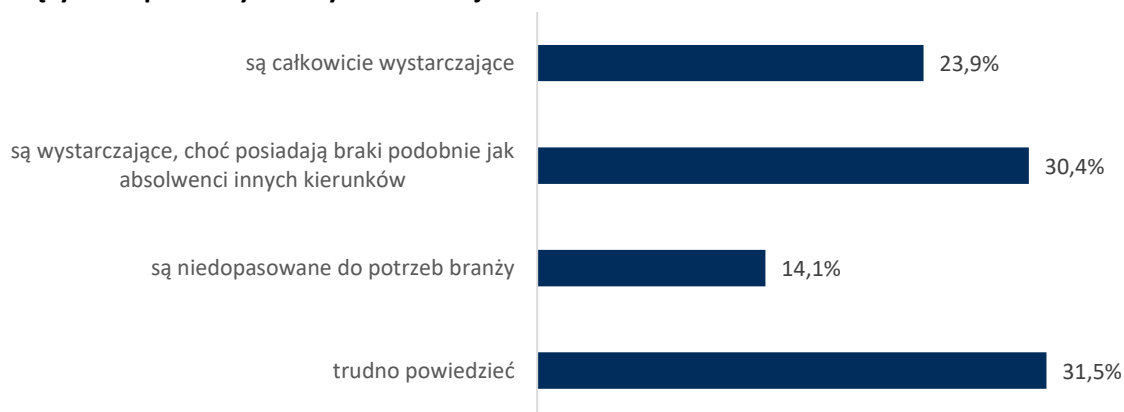 są całkowicie wystarczające
23,9%
są wystarczające, choć posiadają braki podobnie jak
absolwenci innych kierunków
30,4%
są niedopasowane do potrzeb branży
14,1%
trudno powiedzieć
31,5%